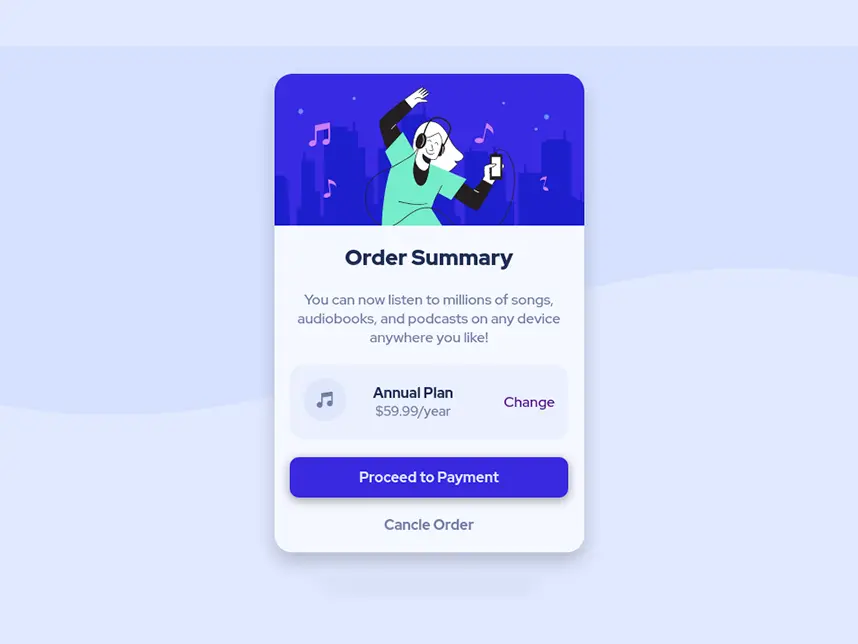 Order Summary
You can now listen to millions of songs,
audiobooks, and podcasts on any device
anywhere you like!
Annual Plan
$59.99/year
Change
Proceed to Payment
Cancle Order